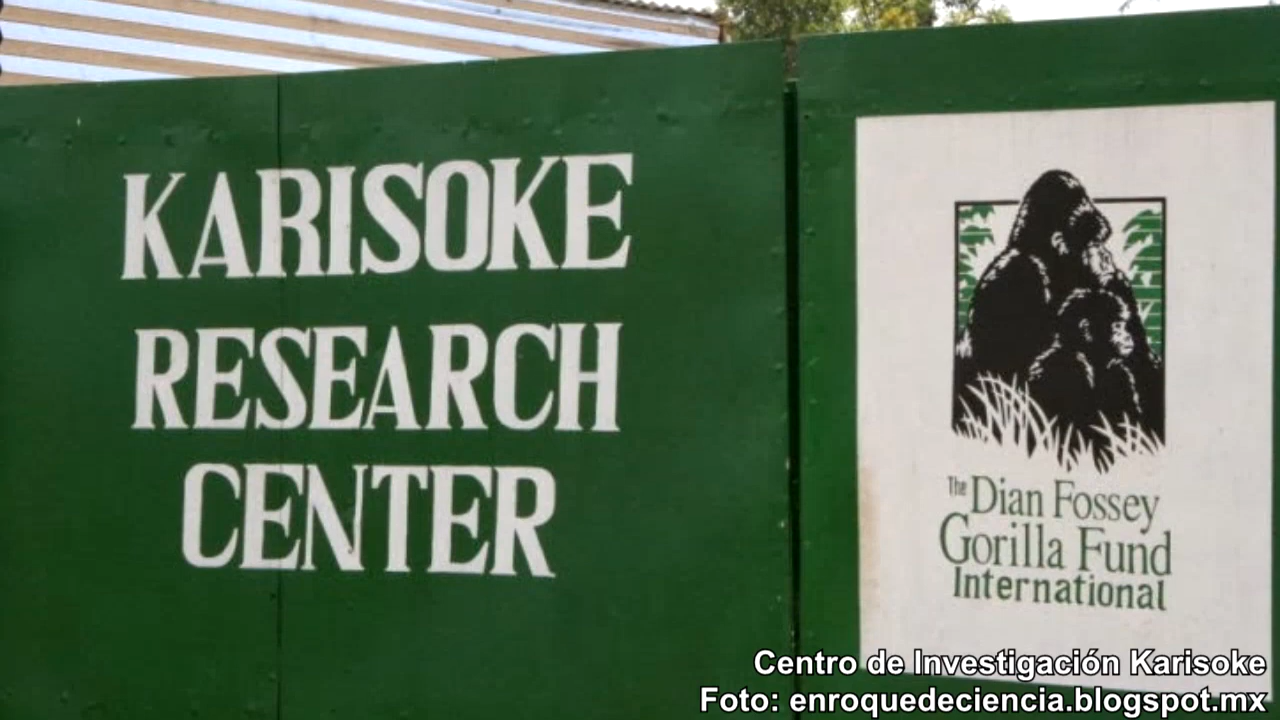 KARISOKE
RESEARCH
CENTER
The Dian Fossey
Gorilla Fund
International
Centro de Investigación Karisoke
Foto: enroquedeciencia.blogspot.mx